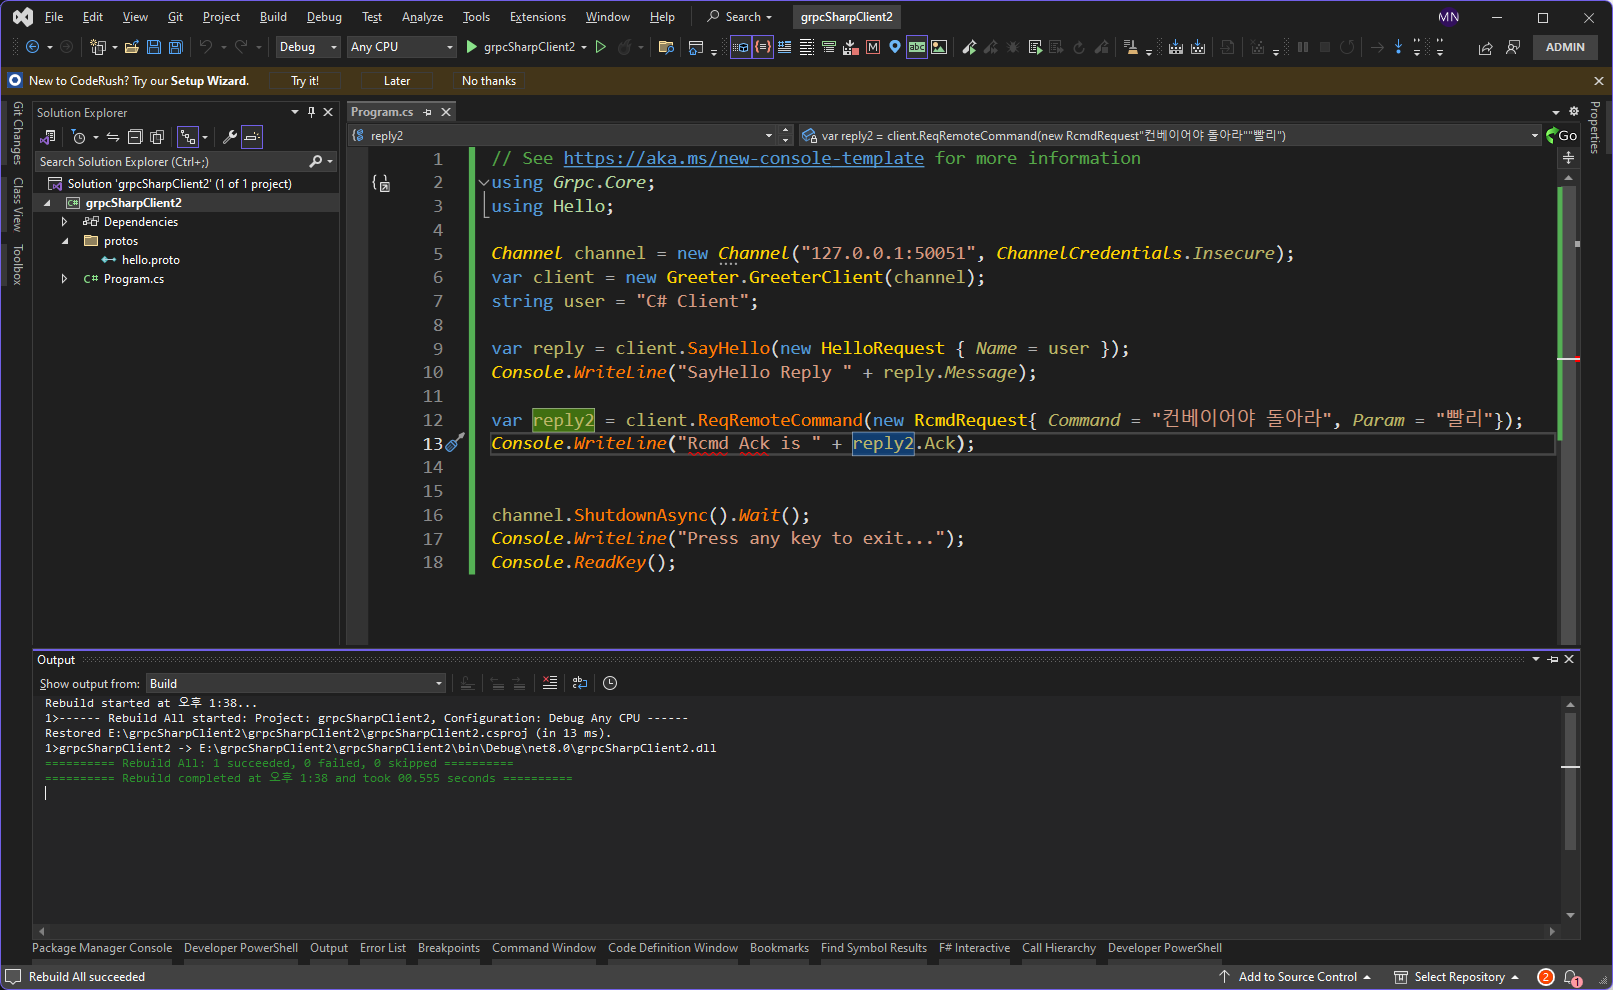 File Edit View Git Project Build Debug Test Analyze Tools Extensions Window Help Search grpcSharpClient2 MN
Debug Any CPU grpcSharpClient2 ADMIN
New to CodeRush? Try our Setup Wizard. Try it! Later No thanks
Git Changes
Class View
Toolbox
Solution Explorer
Search Solution Explorer (Ctrl+;)
Solution 'grpcSharpClient2' (1 of 1 project)
grpcSharpClient2
Dependencies
protos
hello.proto
C# Program.cs
Program.cs
reply2 var reply2 = client.ReqRemoteCommand(new RcmdRequest"컨베이어야 돌아라""빨리") Go
Properties
1 // See https://aka.ms/new-console-template for more information
2 using Grpc.Core;
3 using Hello;
4
5 Channel channel = new Channel("127.0.0.1:50051", ChannelCredentials.Insecure);
6 var client = new Greeter.GreeterClient(channel);
7 string user = "C# Client";
8
9 var reply = client.SayHello(new HelloRequest { Name = user });
10 Console.WriteLine("SayHello Reply " + reply.Message);
11
12 var reply2 = client.ReqRemoteCommand(new RcmdRequest{ Command = "컨베이어야 돌아라", Param = "빨리"});
13 Console.WriteLine("Rcmd Ack is " + reply2.Ack);
14
15
16 channel.ShutdownAsync().Wait();
17 Console.WriteLine("Press any key to exit...");
18 Console.ReadKey();
Output
Show output from: Build
Rebuild started at 오후 1:38...
1>------ Rebuild All started: Project: grpcSharpClient2, Configuration: Debug Any CPU ------
Restored E:\grpcSharpClient2\grpcSharpClient2\grpcSharpClient2.csproj (in 13 ms).
1>grpcSharpClient2 -> E:\grpcSharpClient2\grpcSharpClient2\bin\Debug\net8.0\grpcSharpClient2.dll
========== Rebuild All: 1 succeeded, 0 failed, 0 skipped ==========
========== Rebuild completed at 오후 1:38 and took 00.555 seconds ==========
Package Manager Console Developer PowerShell Output Error List Breakpoints Command Window Code Definition Window Bookmarks Find Symbol Results F# Interactive Call Hierarchy Developer PowerShell
Rebuild All succeeded Add to Source Control Select Repository 2 1